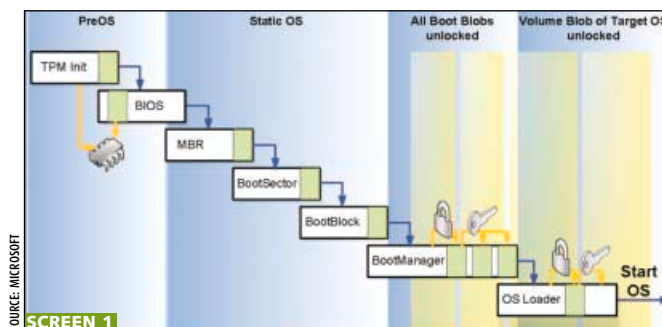 PreOS
Static OS
All Boot Blobs
unlocked
Volume Blob of Target OS
unlocked
TPM Init
BIOS
MBR
BootSector
BootBlock
BootManager
OS Loader
Start
OS
OURCE: MICROSOFT
SCREEN 1